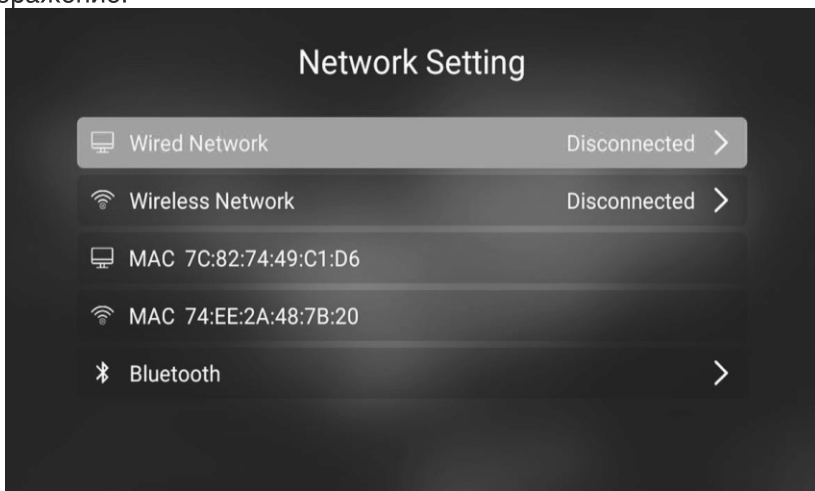 Network Setting
Wired Network Disconnected
Wireless Network Disconnected
MAC 7C:82:74:49:C1:D6
MAC 74:EE:2A:48:7B:20
Bluetooth